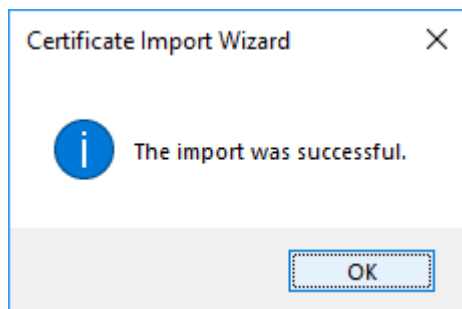 Certificate Import Wizard
The import was successful.
OK